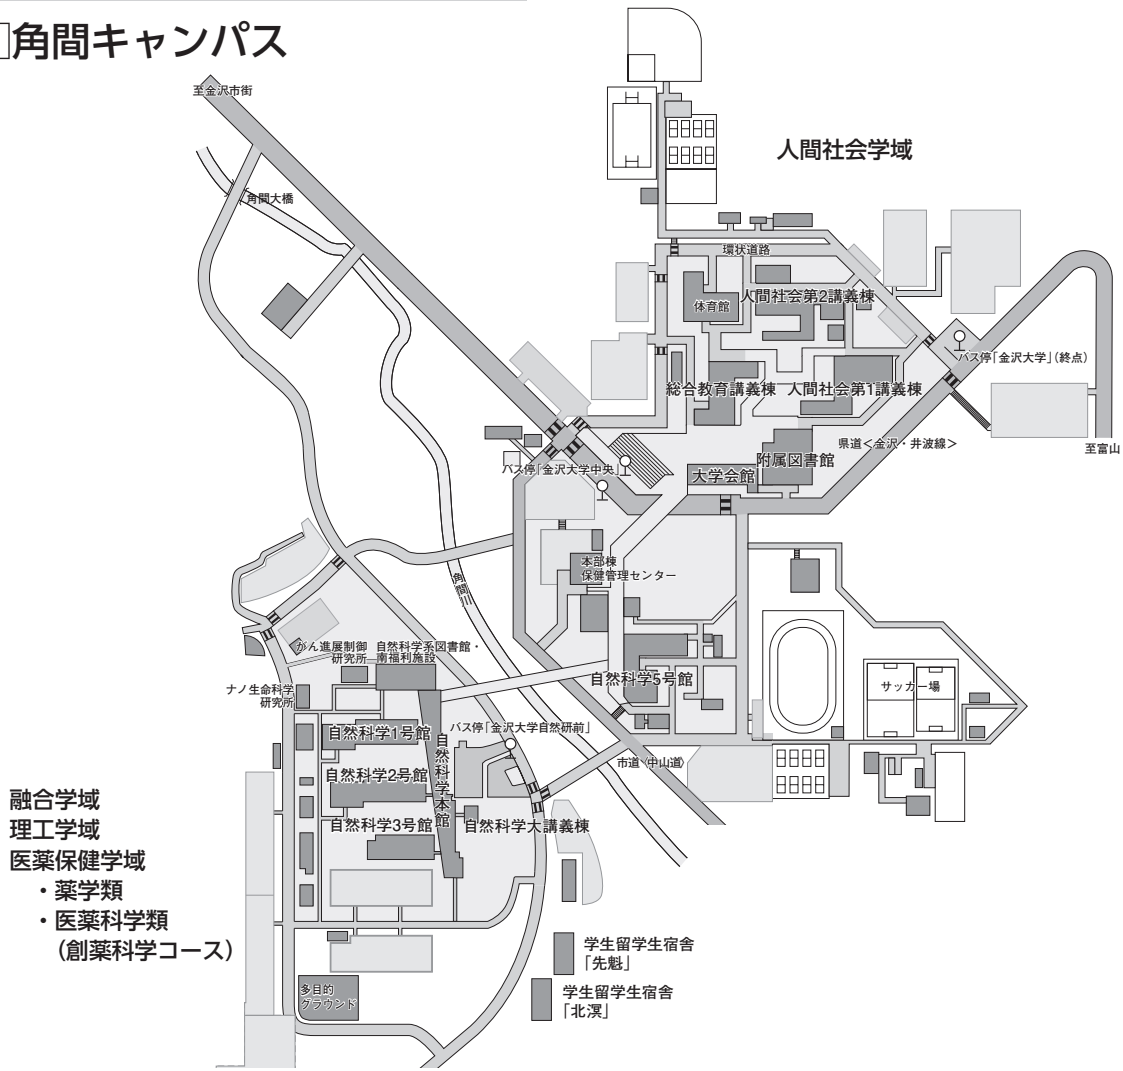 角間キャンパス
至金沢市街
人間社会学域
角間大橋
環状道路
体育館
人間社会第2講義棟
バス停「金沢大学」(終点)
総合教育講義棟
人間社会第1講義棟
県道<金沢・井波線>
至富山
附属図書館
バス停「金沢大学中央」
大学会館
本部棟
保健管理センター
角間川
がん進展制御
研究所
自然科学系図書館・
南福利施設
自然科学5号館
ナノ生命科学
研究所
サッカー場
バス停「金沢大学自然研前」
自然科学1号館
自然科学本館
市道〈中山道〉
自然科学2号館
自然科学3号館
自然科学大講義棟
融合学域
理工学域
医薬保健学域
・薬学類
・医薬科学類
(創薬科学コース)
学生留学生宿舎
「先魁」
学生留学生宿舎
「北溟」
多目的
グラウンド